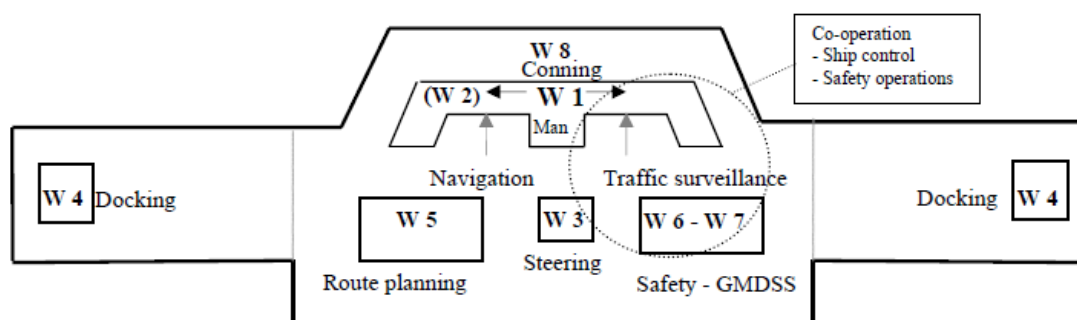 Co-operation
- Ship control
- Safety operations
W 8
Conning
(W 2)
W 1
Man
Navigation
Traffic surveillance
W 4
Docking
Docking
W 4
W 5
W 3
W 6 - W 7
Steering
Route planning
Safety - GMDSS